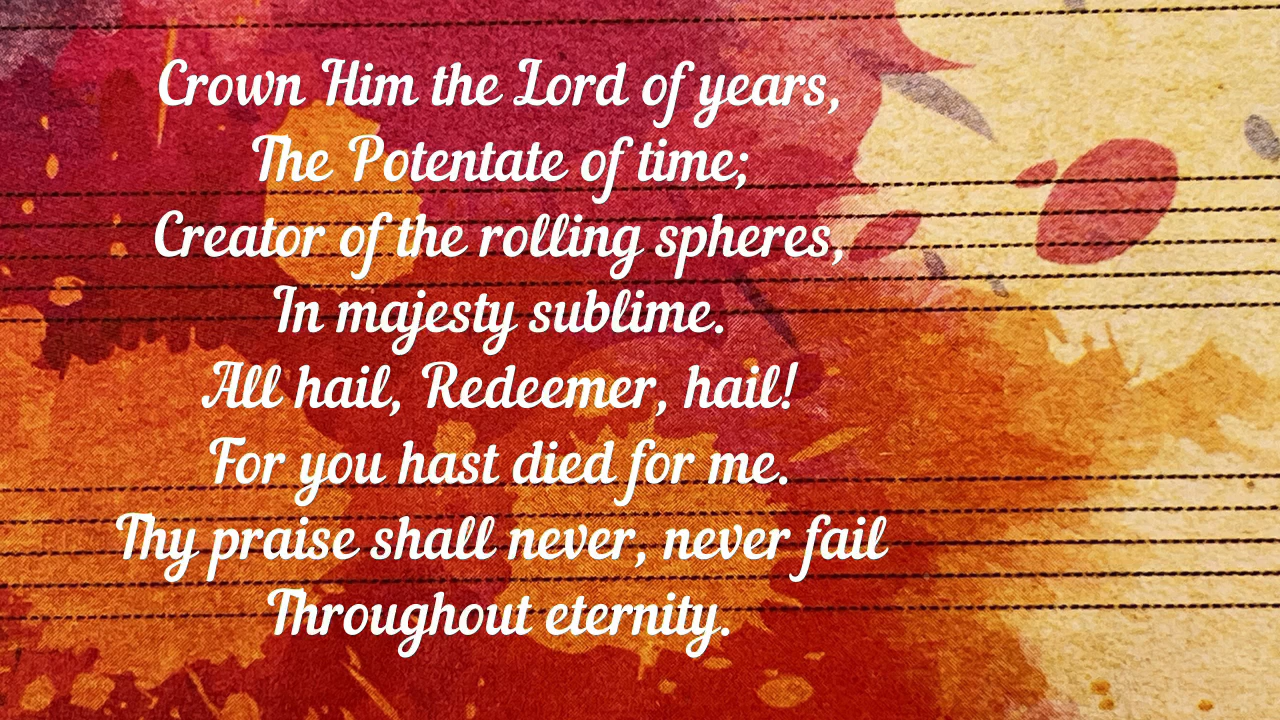 Crown Him the Lord of years,
The Potentate of time;
Creator of the rolling spheres,
In majesty sublime.
All hail, Redeemer, hail!
For you hast died for me.
Thy praise shall never, never fail
Throughout eternity.